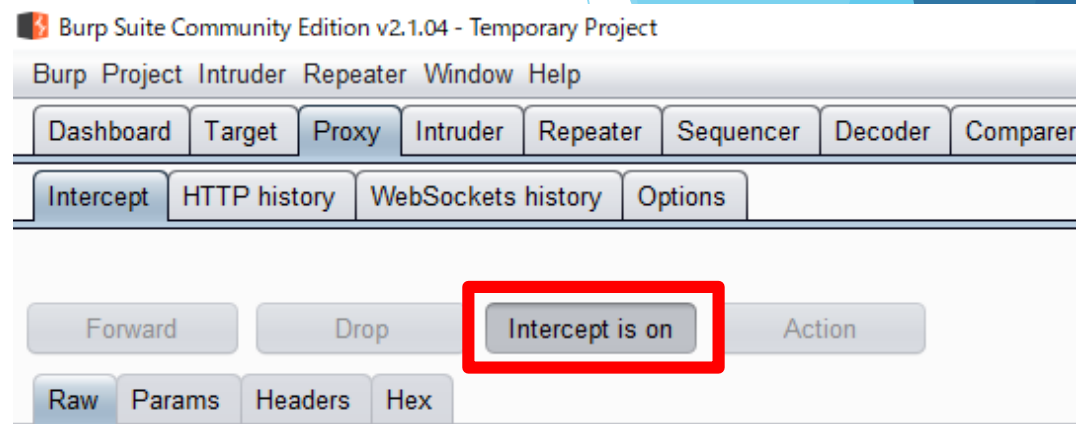 Burp Suite Community Edition v2.1.04 - Temporary Project
Burp Project Intruder Repeater Window Help
Dashboard Target Proxy Intruder Repeater Sequencer Decoder Comparer
Intercept HTTP history WebSockets history Options
Forward Drop Intercept is on Action
Raw Params Headers Hex